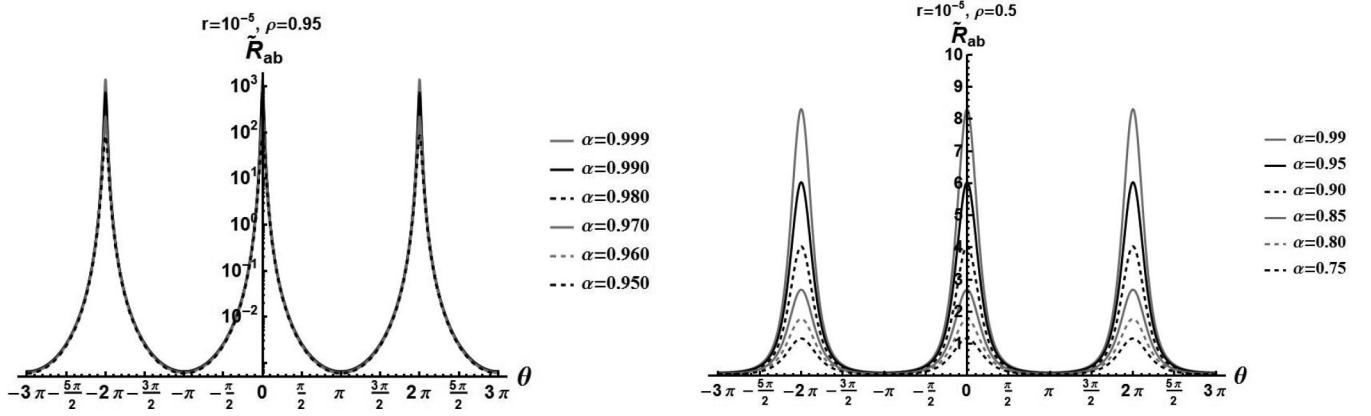 r=10⁻⁵, ρ=0.95
R̃ab
10³
10²
10¹
10⁰
10⁻¹
10⁻²
−3π −5π/2 −2π −3π/2 −π −π/2 0 π/2 π 3π/2 2π 5π/2 3π θ
α=0.999
α=0.990
α=0.980
α=0.970
α=0.960
α=0.950
r=10⁻⁵, ρ=0.5
R̃ab
10
9
8
7
6
5
4
3
2
1
−3π −5π/2 −2π −3π/2 −π −π/2 0 π/2 π 3π/2 2π 5π/2 3π θ
α=0.99
α=0.95
α=0.90
α=0.85
α=0.80
α=0.75